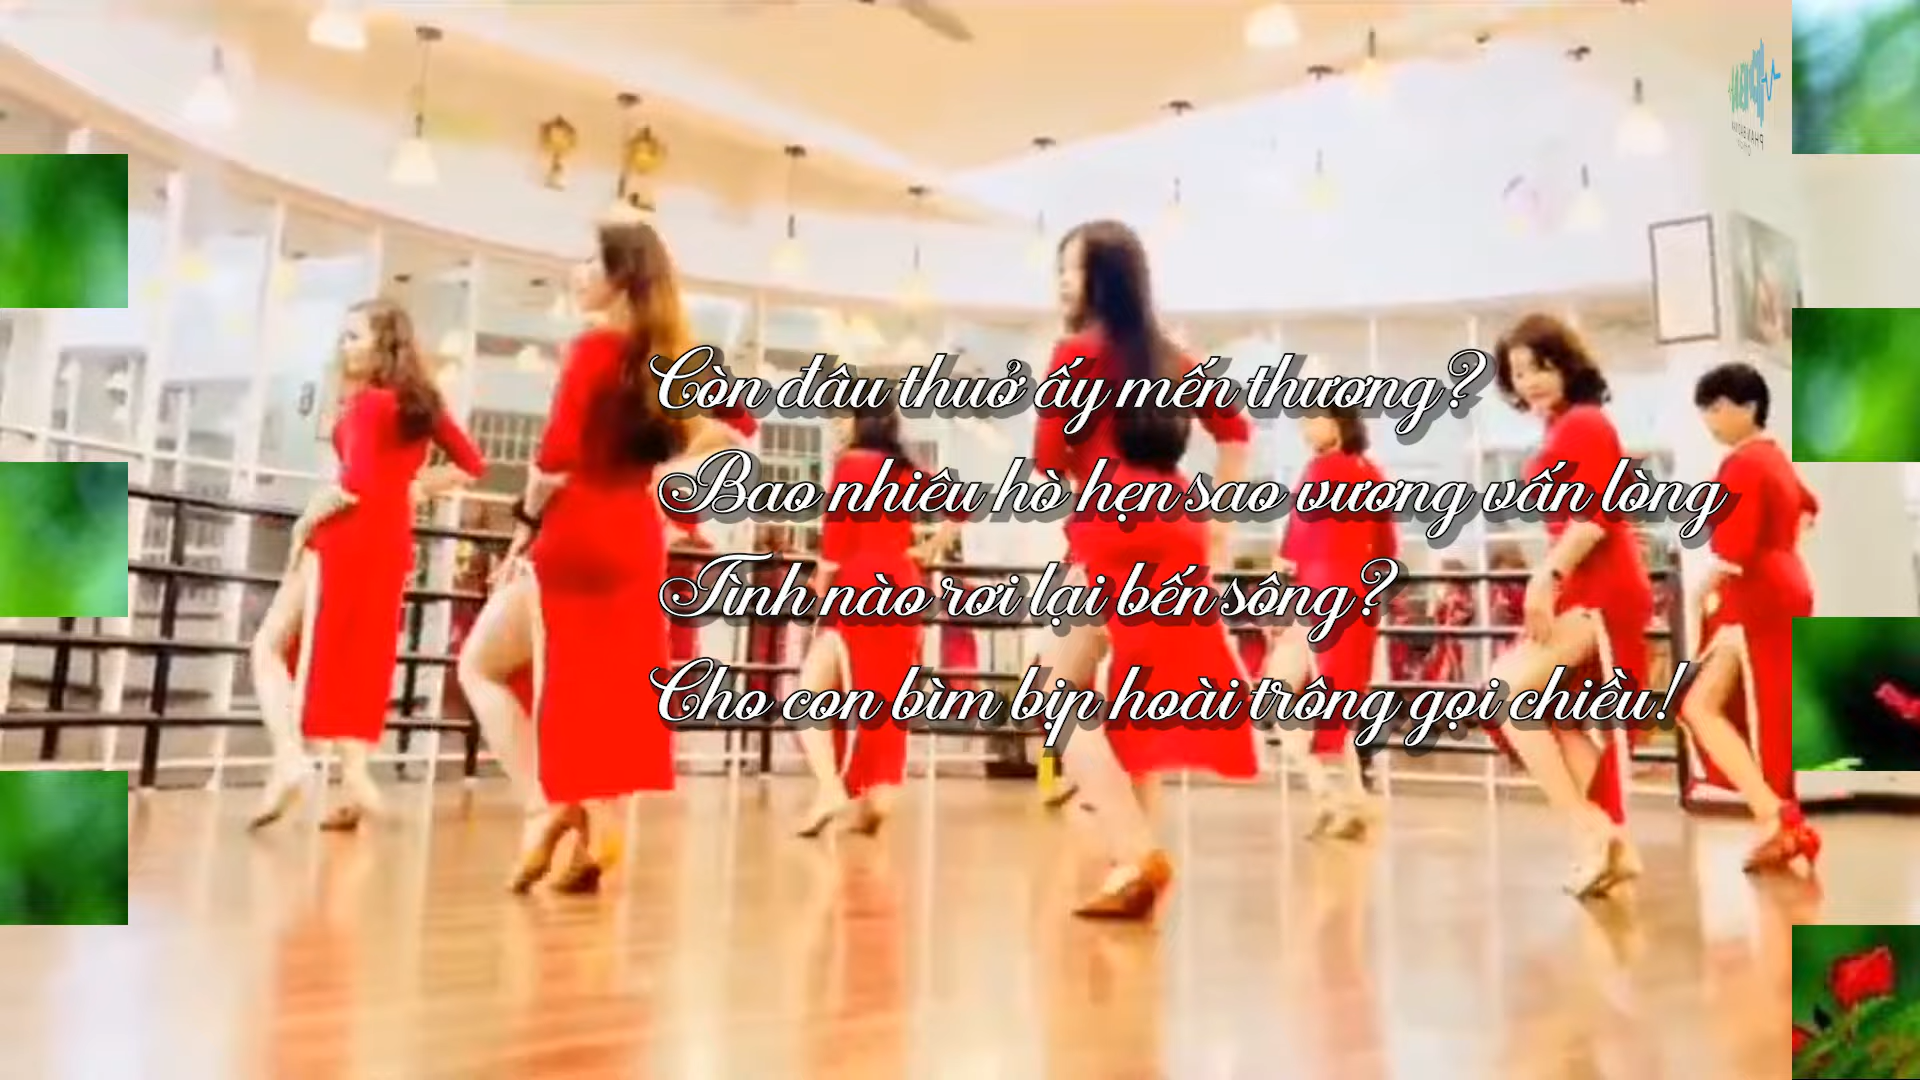 Còn đâu thuở ấy mến thương?
Bao nhiêu hò hẹn sao vương vấn lòng
Tình nào rơi lại bến sông?
Cho con bìm bịp hoài trông gọi chiều!